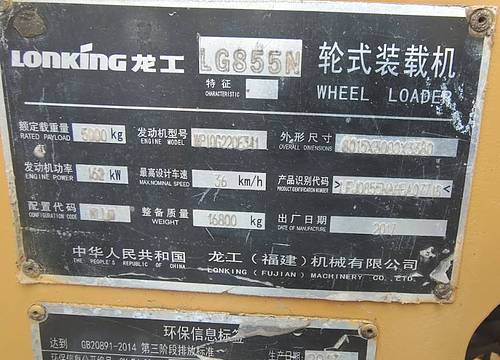 LONKING 龙工 LG855N 轮式装载机
特征
CHARACTERISTIC
WHEEL LOADER
额定载重量 5000 kg 发动机型号 外形尺寸
RATED PAYLOAD ENGINE MODEL OVERALL DIMENSIONS
发动机功率 162 kW 最高设计车速 36 km/h 产品识别代码
ENGINE POWER MAX.NOMINAL SPEED PRODUCT IDENTIFICATION NUMBER
配置代码 整备质量 16800 kg 出厂日期 2017
CONFIGURATION CODE WEIGHT DATE OF MANUFACTURE
中华人民共和国 龙工(福建)机械有限公司
THE PEOPLE'S REPUBLIC OF CHINA LONKING (FUJIAN) MACHINERY CO., LTD.
环保信息标签
达到 GB20891-2014 第三阶段排放标准 生产日期